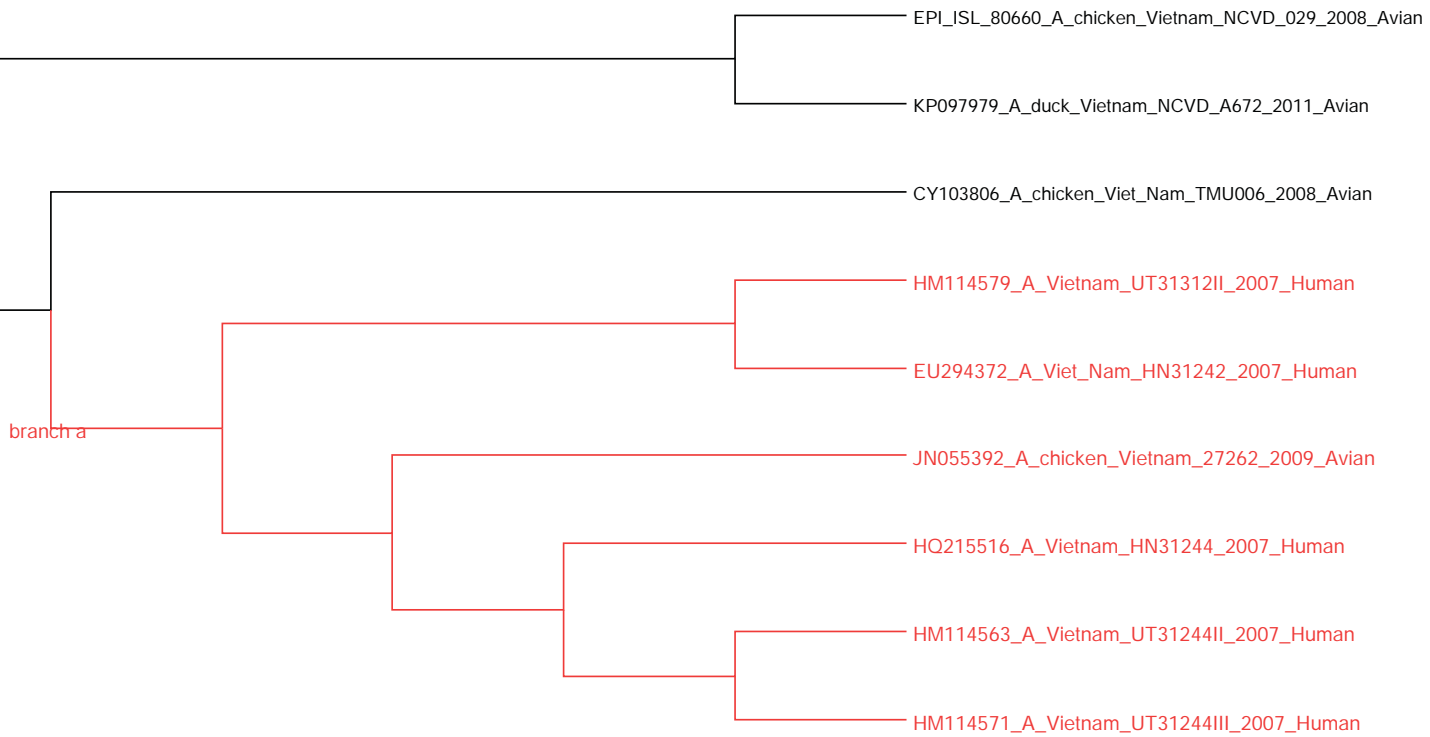 EPI_ISL_80660_A_chicken_Vietnam_NCVD_029_2008_Avian
KP097979_A_duck_Vietnam_NCVD_A672_2011_Avian
CY103806_A_chicken_Viet_Nam_TMU006_2008_Avian
HM114579_A_Vietnam_UT31312II_2007_Human
EU294372_A_Viet_Nam_HN31242_2007_Human
branch a
JN055392_A_chicken_Vietnam_27262_2009_Avian
HQ215516_A_Vietnam_HN31244_2007_Human
HM114563_A_Vietnam_UT31244II_2007_Human
HM114571_A_Vietnam_UT31244III_2007_Human